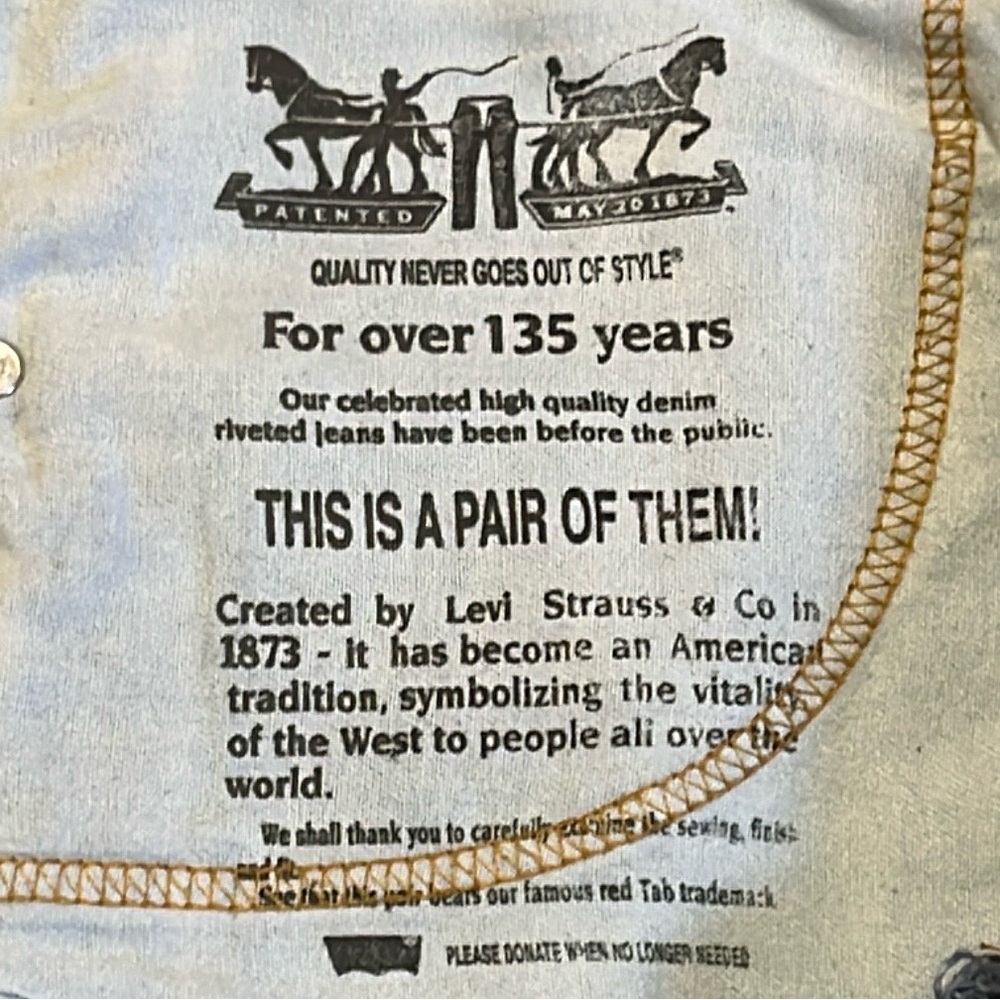 PATENTED MAY 20 1873
QUALITY NEVER GOES OUT OF STYLE®
For over 135 years
Our celebrated high quality denim
riveted jeans have been before the public.
THIS IS A PAIR OF THEM!
Created by Levi Strauss & Co in
1873 - it has become an American
tradition, symbolizing the vitality
of the West to people all over the
world.
We shall thank you to carefully examine the sewing, finish
and fit.
See that this pair bears our famous red Tab trademark
PLEASE DONATE WHEN NO LONGER NEEDED